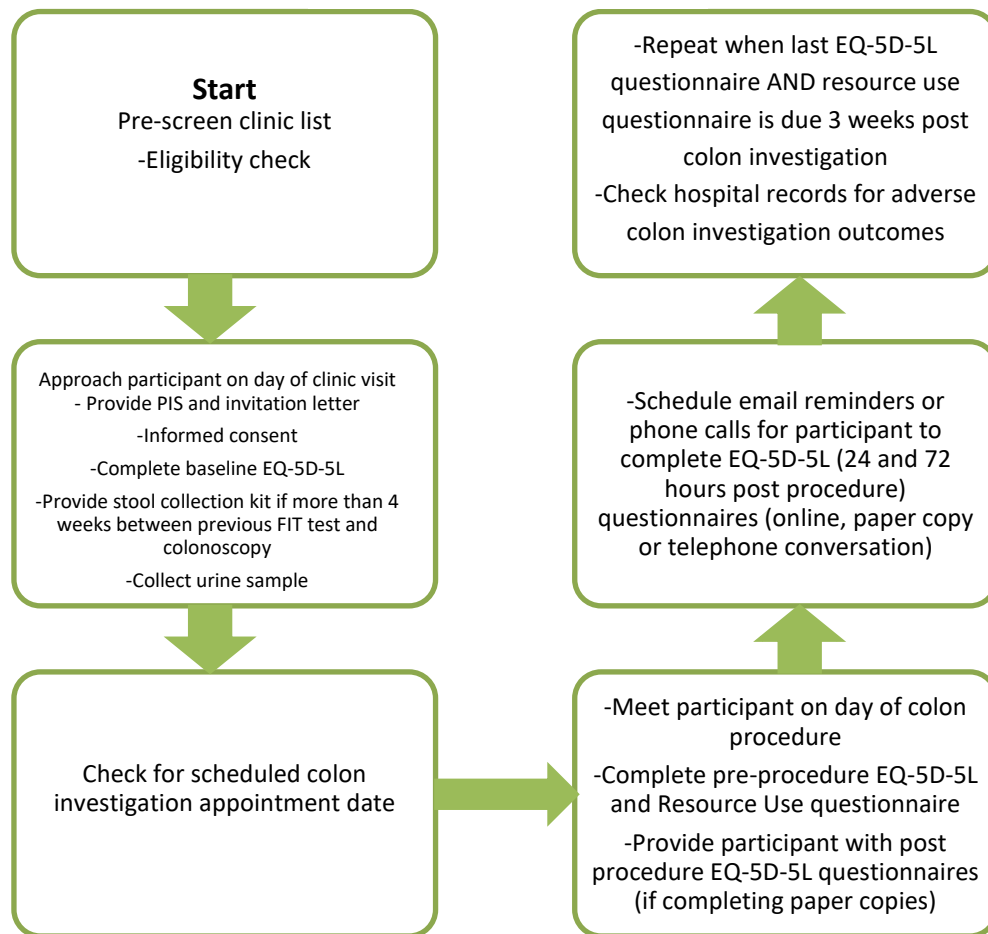 Start
Pre-screen clinic list
-Eligibility check
Approach participant on day of clinic visit
- Provide PIS and invitation letter
-Informed consent
-Complete baseline EQ-5D-5L
-Provide stool collection kit if more than 4
weeks between previous FIT test and
colonoscopy
-Collect urine sample
Check for scheduled colon
investigation appointment date
-Meet participant on day of colon
procedure
-Complete pre-procedure EQ-5D-5L
and Resource Use questionnaire
-Provide participant with post
procedure EQ-5D-5L questionnaires
(if completing paper copies)
-Schedule email reminders or
phone calls for participant to
complete EQ-5D-5L (24 and 72
hours post procedure)
questionnaires (online, paper copy
or telephone conversation)
-Repeat when last EQ-5D-5L
questionnaire AND resource use
questionnaire is due 3 weeks post
colon investigation
-Check hospital records for adverse
colon investigation outcomes